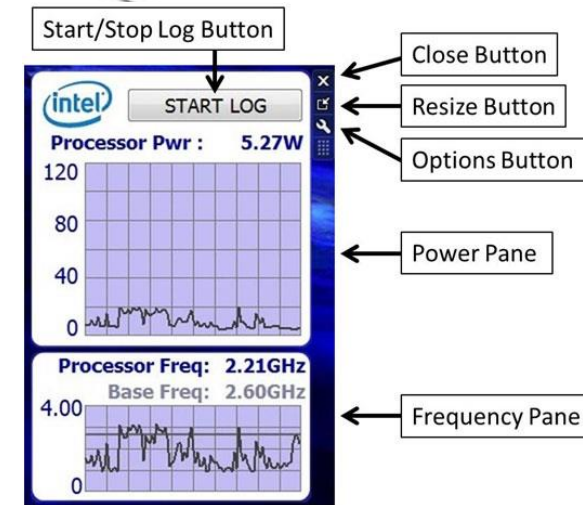 Start/Stop Log Button
Close Button
Resize Button
Options Button
Power Pane
Frequency Pane
intel
START LOG
Processor Pwr : 5.27W
120
80
40
0
Processor Freq: 2.21GHz
Base Freq: 2.60GHz
4.00
0